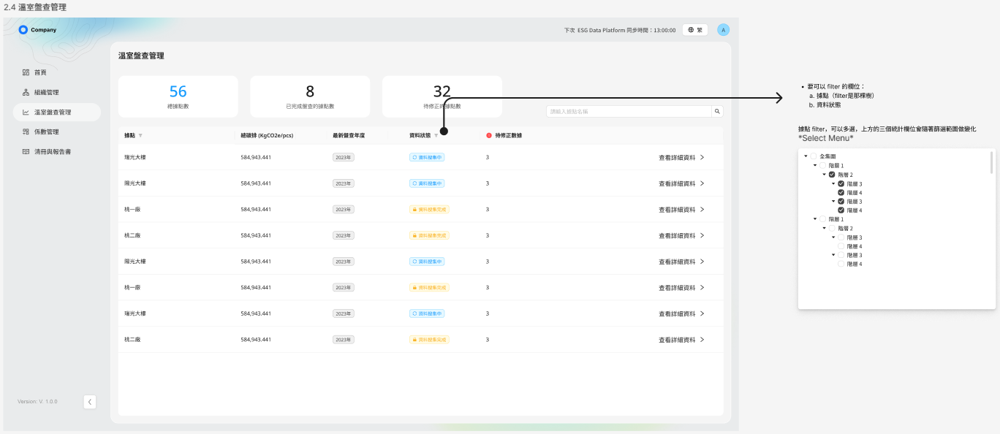 2.4 溫室盤查管理
Company
下次 ESG Data Platform 同步時間：13:00:00
繁
A
首頁
組織管理
溫室盤查管理
係數管理
清冊與報告書
Version: V. 1.0.0
溫室盤查管理
56
總據點數
8
已完成盤查的據點數
32
待修正的據點數
請輸入據點名稱
據點 總碳排 (KgCO2e/pcs) 最新盤查年度 資料狀態 待修正數據
瑞光大樓 584,943.441 2023年 資料蒐集中 3 查看詳細資料
陽光大樓 584,943.441 2023年 資料蒐集中 3 查看詳細資料
桃一廠 584,943.441 2023年 資料蒐集完成 3 查看詳細資料
桃二廠 584,943.441 2023年 資料蒐集完成 3 查看詳細資料
陽光大樓 584,943.441 2023年 資料蒐集中 3 查看詳細資料
桃一廠 584,943.441 2023年 資料蒐集完成 3 查看詳細資料
瑞光大樓 584,943.441 2023年 資料蒐集中 3 查看詳細資料
桃二廠 584,943.441 2023年 資料蒐集完成 3 查看詳細資料
• 要可以 filter 的欄位：
a. 據點（filter是那棵樹）
b. 資料狀態
據點 filter，可以多選，上方的三個統計欄位會隨著篩選範圍做變化
*Select Menu*
全集團
階層 1
階層 2
階層 3
階層 4
階層 3
階層 4
階層 1
階層 2
階層 3
階層 4
階層 3
階層 4